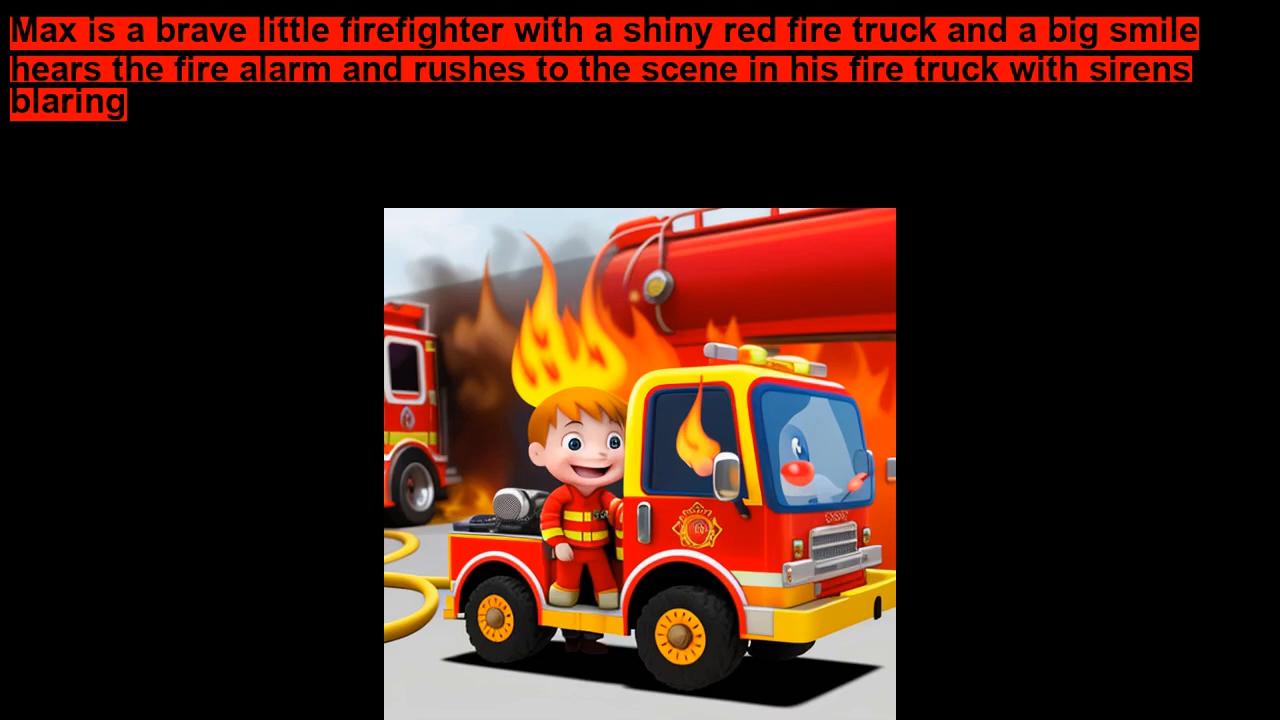 Max is a brave little firefighter with a shiny red fire truck and a big smile
hears the fire alarm and rushes to the scene in his fire truck with sirens
blaring